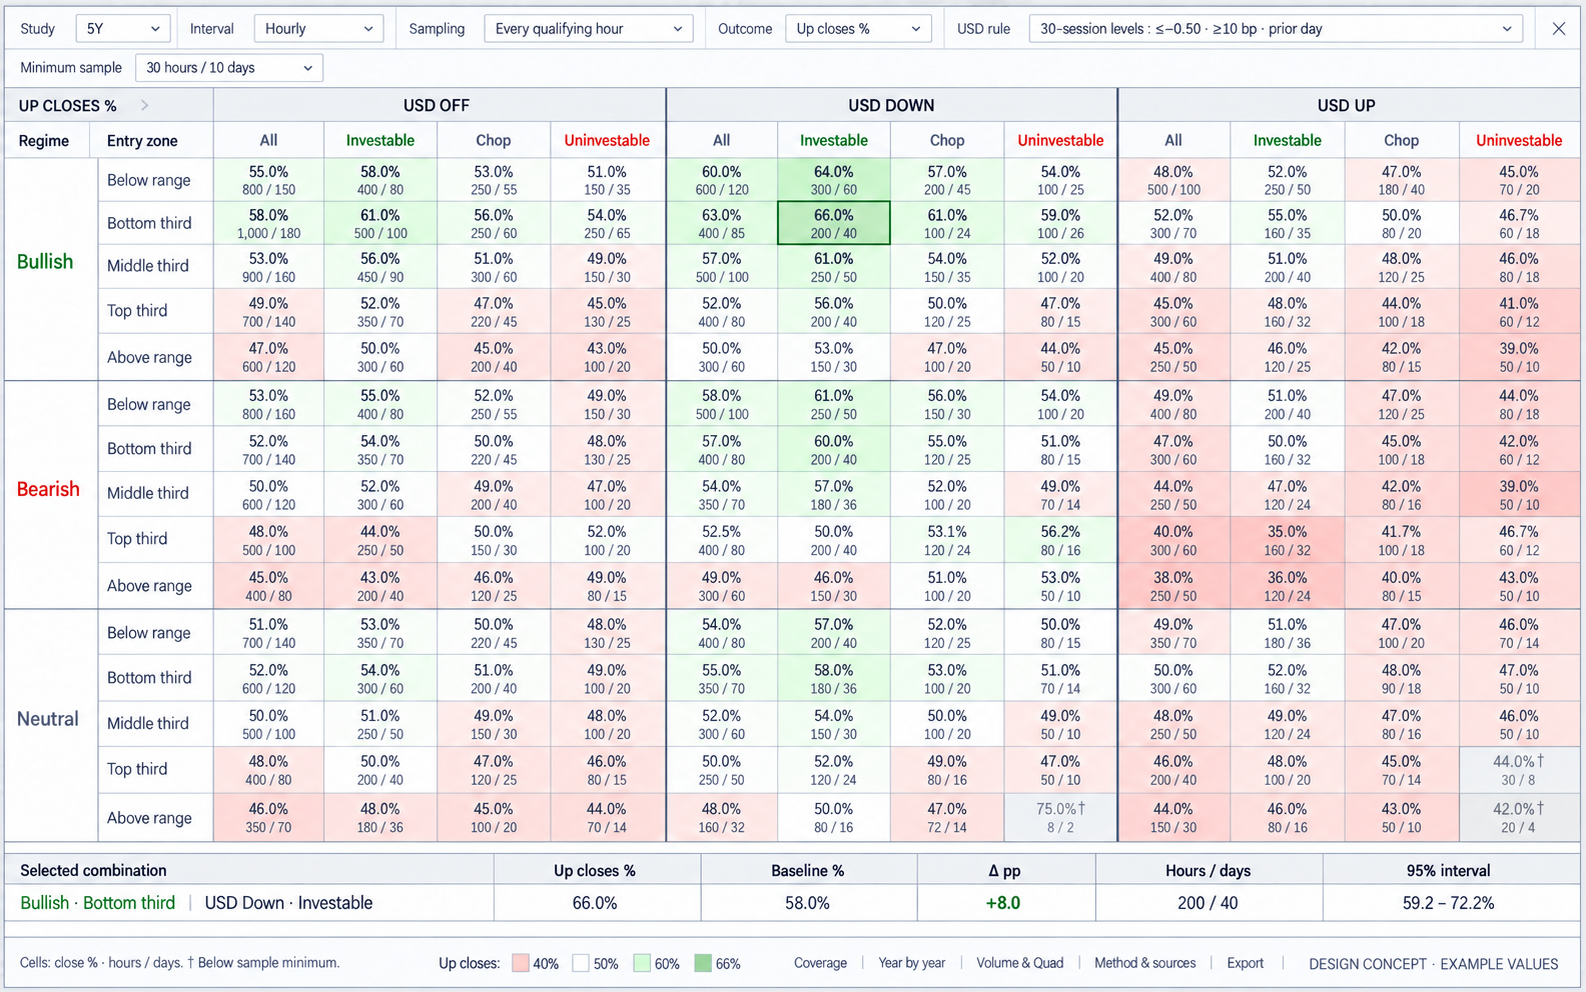 Study 5Y Interval Hourly Sampling Every qualifying hour Outcome Up closes % USD rule 30-session levels : ≤−0.50 · ≥10 bp · prior day
Minimum sample 30 hours / 10 days
UP CLOSES % USD OFF USD DOWN USD UP
Regime Entry zone All Investable Chop Uninvestable All Investable Chop Uninvestable All Investable Chop Uninvestable
Bullish
Below range 55.0% 58.0% 53.0% 51.0% 60.0% 64.0% 57.0% 54.0% 48.0% 52.0% 47.0% 45.0%
800 / 150 400 / 80 250 / 55 150 / 35 600 / 120 300 / 60 200 / 45 100 / 25 500 / 100 250 / 50 180 / 40 70 / 20
Bottom third 58.0% 61.0% 56.0% 54.0% 63.0% 66.0% 61.0% 59.0% 52.0% 55.0% 50.0% 46.7%
1,000 / 180 500 / 100 250 / 60 250 / 65 400 / 85 200 / 40 100 / 24 100 / 26 300 / 70 160 / 35 80 / 20 60 / 18
Middle third 53.0% 56.0% 51.0% 49.0% 57.0% 61.0% 54.0% 52.0% 49.0% 51.0% 48.0% 46.0%
900 / 160 450 / 90 300 / 60 150 / 30 500 / 100 250 / 50 150 / 35 100 / 20 400 / 80 200 / 40 120 / 25 80 / 18
Top third 49.0% 52.0% 47.0% 45.0% 52.0% 56.0% 50.0% 47.0% 45.0% 48.0% 44.0% 41.0%
700 / 140 350 / 70 220 / 45 130 / 25 400 / 80 200 / 40 120 / 25 80 / 15 300 / 60 160 / 32 100 / 18 60 / 12
Above range 47.0% 50.0% 45.0% 43.0% 50.0% 53.0% 47.0% 44.0% 45.0% 46.0% 42.0% 39.0%
600 / 120 300 / 60 200 / 40 100 / 20 300 / 60 150 / 30 100 / 20 50 / 10 250 / 50 120 / 25 80 / 15 50 / 10
Bearish
Below range 53.0% 55.0% 52.0% 49.0% 58.0% 61.0% 56.0% 54.0% 49.0% 51.0% 47.0% 44.0%
800 / 160 400 / 80 250 / 55 150 / 30 500 / 100 250 / 50 150 / 30 100 / 20 400 / 80 200 / 40 120 / 25 80 / 18
Bottom third 52.0% 54.0% 50.0% 48.0% 57.0% 60.0% 55.0% 51.0% 47.0% 50.0% 45.0% 42.0%
700 / 140 350 / 70 220 / 45 130 / 25 400 / 80 200 / 40 120 / 25 80 / 15 300 / 60 160 / 32 100 / 18 60 / 12
Middle third 50.0% 52.0% 49.0% 47.0% 54.0% 57.0% 52.0% 49.0% 44.0% 47.0% 42.0% 39.0%
600 / 120 300 / 60 200 / 40 100 / 20 350 / 70 180 / 36 100 / 20 70 / 14 250 / 50 120 / 24 80 / 16 50 / 10
Top third 48.0% 44.0% 50.0% 52.0% 52.5% 50.0% 53.1% 56.2% 40.0% 35.0% 41.7% 46.7%
500 / 100 250 / 50 150 / 30 100 / 20 400 / 80 200 / 40 120 / 24 80 / 16 300 / 60 160 / 32 100 / 18 60 / 12
Above range 45.0% 43.0% 46.0% 49.0% 49.0% 46.0% 51.0% 53.0% 38.0% 36.0% 40.0% 43.0%
400 / 80 200 / 40 120 / 25 80 / 15 300 / 60 150 / 30 100 / 20 50 / 10 250 / 50 120 / 24 80 / 15 50 / 10
Neutral
Below range 51.0% 53.0% 50.0% 48.0% 54.0% 57.0% 52.0% 50.0% 49.0% 51.0% 47.0% 46.0%
700 / 140 350 / 70 220 / 45 130 / 25 400 / 80 200 / 40 120 / 25 80 / 15 350 / 70 180 / 36 100 / 20 70 / 14
Bottom third 52.0% 54.0% 51.0% 49.0% 55.0% 58.0% 53.0% 51.0% 50.0% 52.0% 48.0% 47.0%
600 / 120 300 / 60 200 / 40 100 / 20 350 / 70 180 / 36 100 / 20 70 / 14 300 / 60 160 / 32 90 / 18 50 / 10
Middle third 50.0% 51.0% 49.0% 48.0% 52.0% 54.0% 50.0% 49.0% 48.0% 49.0% 47.0% 46.0%
500 / 100 250 / 50 150 / 30 100 / 20 300 / 60 150 / 30 100 / 20 50 / 10 250 / 50 120 / 24 80 / 16 50 / 10
Top third 48.0% 50.0% 47.0% 46.0% 50.0% 52.0% 49.0% 47.0% 46.0% 48.0% 45.0% 44.0%†
400 / 80 200 / 40 120 / 25 80 / 15 250 / 50 120 / 24 80 / 16 50 / 10 200 / 40 100 / 20 70 / 14 30 / 8
Above range 46.0% 48.0% 45.0% 44.0% 48.0% 50.0% 47.0% 75.0%† 44.0% 46.0% 43.0% 42.0%†
350 / 70 180 / 36 100 / 20 70 / 14 160 / 32 80 / 16 72 / 14 8 / 2 150 / 30 80 / 16 50 / 10 20 / 4
Selected combination Up closes % Baseline % Δ pp Hours / days 95% interval
Bullish · Bottom third | USD Down · Investable 66.0% 58.0% +8.0 200 / 40 59.2 – 72.2%
Cells: close % · hours / days. † Below sample minimum. Up closes: 40% 50% 60% 66% Coverage | Year by year | Volume & Quad | Method & sources | Export | DESIGN CONCEPT · EXAMPLE VALUES